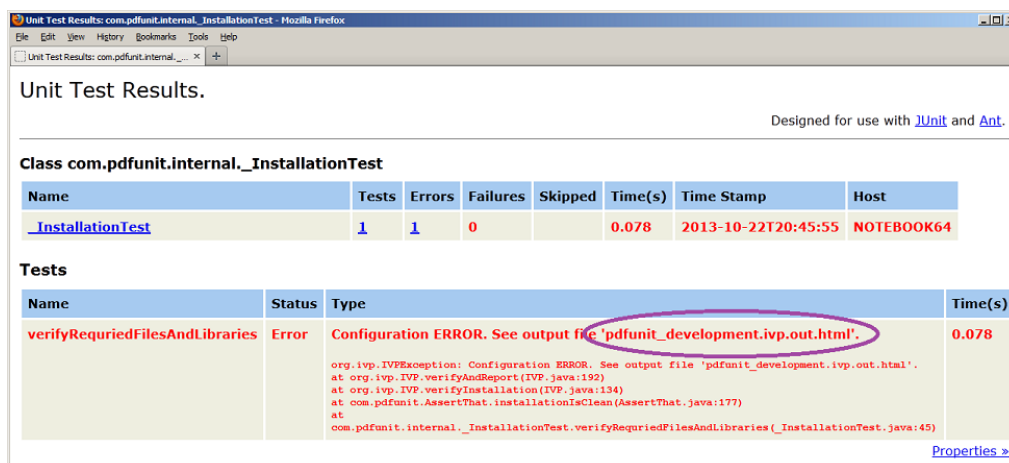 Unit Test Results: com.pdfunit.internal._InstallationTest - Mozilla Firefox
File Edit View History Bookmarks Tools Help
Unit Test Results: com.pdfunit.internal._... × +
Unit Test Results.
Designed for use with JUnit and Ant.
Class com.pdfunit.internal._InstallationTest
Name Tests Errors Failures Skipped Time(s) Time Stamp Host
_InstallationTest 1 1 0 0.078 2013-10-22T20:45:55 NOTEBOOK64
Tests
Name Status Type Time(s)
verifyRequriedFilesAndLibraries Error Configuration ERROR. See output file 'pdfunit_development.ivp.out.html'. 0.078
org.ivp.IVPException: Configuration ERROR. See output file 'pdfunit_development.ivp.out.html'.
at org.ivp.IVP.verifyAndReport(IVP.java:192)
at org.ivp.IVP.verifyInstallation(IVP.java:134)
at com.pdfunit.AssertThat.installationIsClean(AssertThat.java:177)
at
com.pdfunit.internal._InstallationTest.verifyRequriedFilesAndLibraries(_InstallationTest.java:45)
Properties »